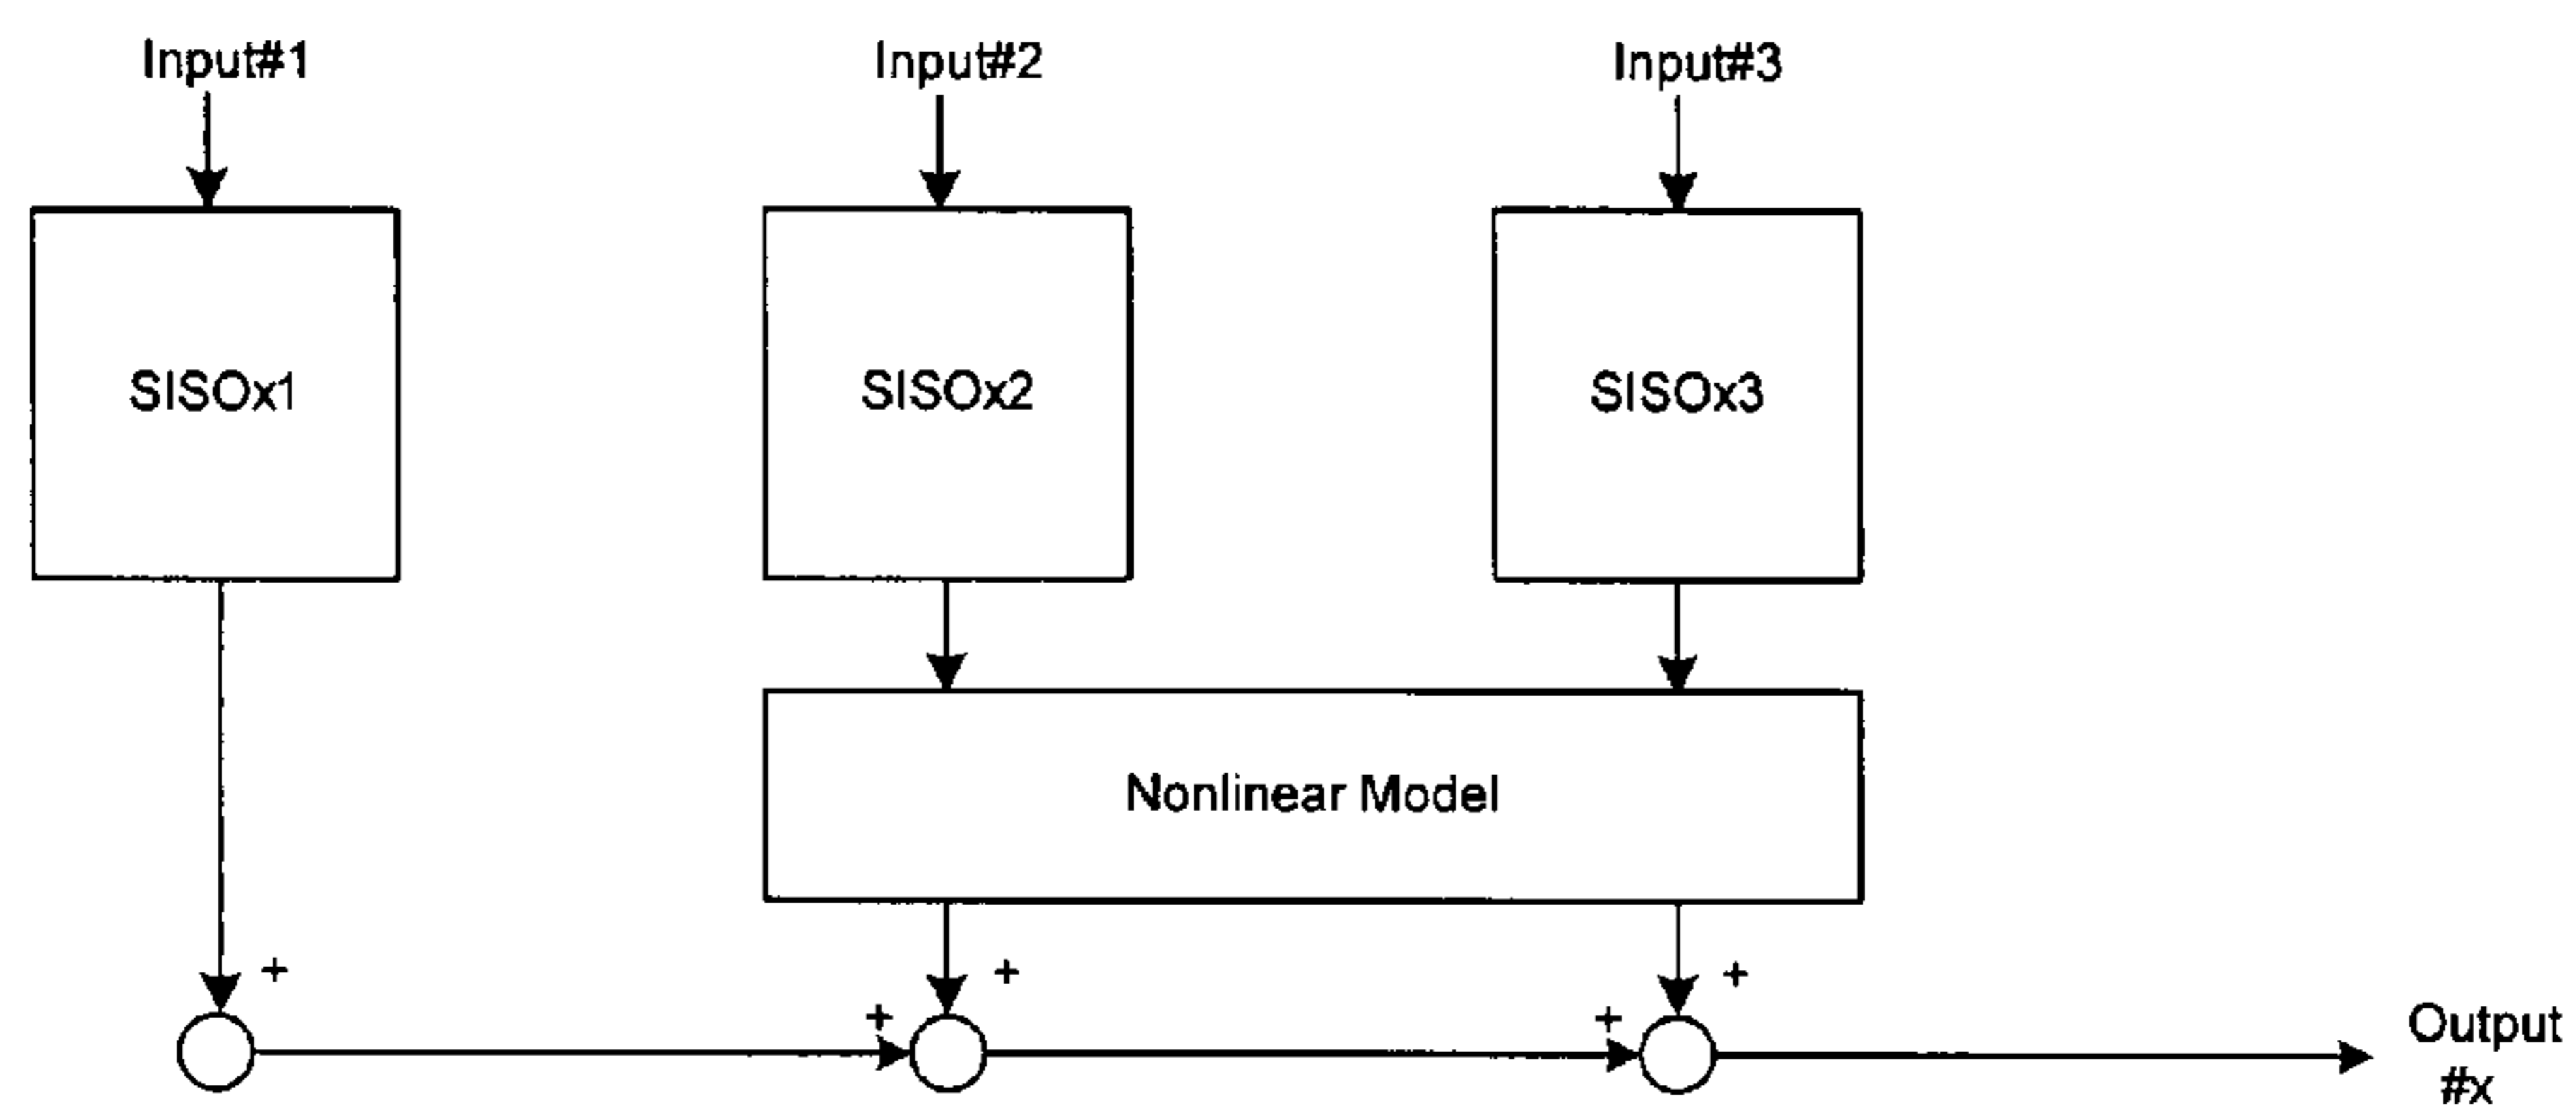 Input#1 Input#2 Input#3
SISOx1 SISOx2 SISOx3
Nonlinear Model
+ + +
+ +
Output
#x